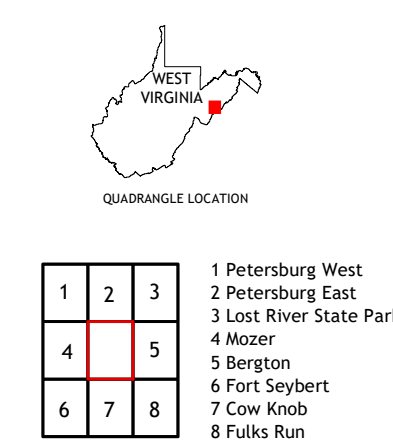 WEST
VIRGINIA
QUADRANGLE LOCATION
1 2 3
4 5
6 7 8
1 Petersburg West
2 Petersburg East
3 Lost River State Par
4 Mozer
5 Bergton
6 Fort Seybert
7 Cow Knob
8 Fulks Run